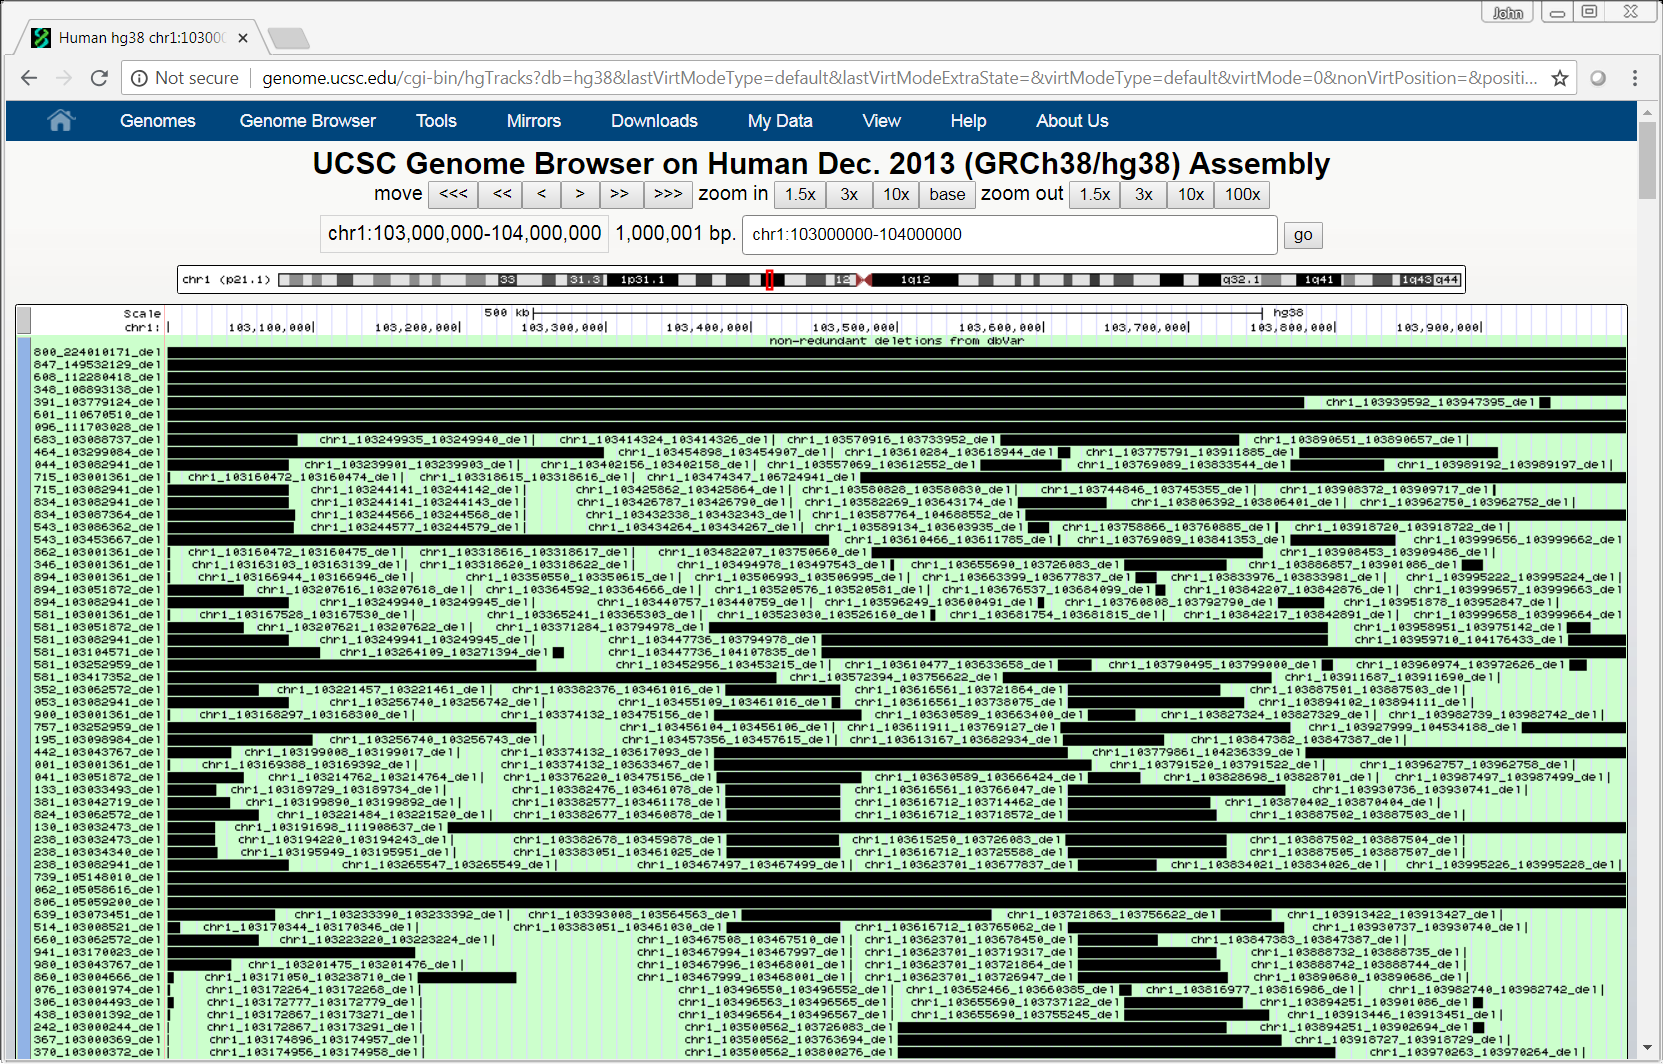 John
Human hg38 chr1:10300
Not secure genome.ucsc.edu/cgi-bin/hgTracks?db=hg38&lastVirtModeType=default&lastVirtModeExtraState=&virtModeType=default&virtMode=0&nonVirtPosition=&positi...
Genomes Genome Browser Tools Mirrors Downloads My Data View Help About Us
UCSC Genome Browser on Human Dec. 2013 (GRCh38/hg38) Assembly
move <<< << < > >> >>> zoom in 1.5x 3x 10x base zoom out 1.5x 3x 10x 100x
chr1:103,000,000-104,000,000 1,000,001 bp. chr1:103000000-104000000 go
chr1 (p21.1) 33 31.3 1p31.1 12 1q12 q32.1 1q41 1q43 q44
Scale 500 kb hg38
chr1: 103,100,000 103,200,000 103,300,000 103,400,000 103,500,000 103,600,000 103,700,000 103,800,000 103,900,000
non-redundant deletions from dbVar
800_224010171_del
847_149532129_del
608_112280418_del
348_108893138_del
391_103779124_del chr1_103939592_103947395_del
601_110670510_del
096_111703028_del
683_103088737_del chr1_103249935_103249940_del chr1_103414324_103414326_del chr1_103570916_103733952_del chr1_103890651_103890657_del
464_103299084_del chr1_103454898_103454907_del chr1_103610284_103618944_del chr1_103775791_103911885_del
044_103082941_del chr1_103239901_103239903_del chr1_103402156_103402158_del chr1_103557069_103612552_del chr1_103769089_103833544_del chr1_103989192_103989197_del
715_103001361_del chr1_103160472_103160474_del chr1_103318615_103318616_del chr1_103474347_106724941_del
715_103082941_del chr1_103244141_103244142_del chr1_103425862_103425864_del chr1_103580828_103580830_del chr1_103744846_103745355_del chr1_103908372_103909717_del
834_103082941_del chr1_103244141_103244143_del chr1_103426787_103426790_del chr1_103582269_103643174_del chr1_103806392_103806401_del chr1_103962750_103962752_del
834_103087364_del chr1_103244566_103244568_del chr1_103432338_103432343_del chr1_103587764_104688552_del
543_103086362_del chr1_103244577_103244579_del chr1_103434264_103434267_del chr1_103589134_103603935_del chr1_103758866_103760885_del chr1_103918720_103918722_del
543_103453667_del chr1_103610466_103611785_del chr1_103769089_103841353_del chr1_103999656_103999662_del
862_103001361_del chr1_103160472_103160475_del chr1_103318616_103318617_del chr1_103482207_103750660_del chr1_103908453_103909486_del
346_103001361_del chr1_103163103_103163139_del chr1_103318620_103318622_del chr1_103494978_103497543_del chr1_103655690_103726083_del chr1_103886857_103901086_del
894_103001361_del chr1_103166944_103166946_del chr1_103350550_103350615_del chr1_103506993_103506995_del chr1_103663399_103677837_del chr1_103833976_103833981_del chr1_103995222_103995224_del
894_103051872_del chr1_103207616_103207618_del chr1_103364592_103364666_del chr1_103520576_103520581_del chr1_103676537_103684099_del chr1_103842207_103842876_del chr1_103999657_103999663_del
894_103082941_del chr1_103249940_103249945_del chr1_103440757_103440759_del chr1_103596249_103600491_del chr1_103760808_103792790_del chr1_103951878_103952847_del
581_103001361_del chr1_103167528_103167530_del chr1_103365241_103365303_del chr1_103523030_103526160_del chr1_103681754_103681815_del chr1_103842217_103842891_del chr1_103999658_103999664_del
581_103051872_del chr1_103207621_103207622_del chr1_103371284_103794978_del chr1_103958951_103975142_del
581_103082941_del chr1_103249941_103249945_del chr1_103447736_103794978_del chr1_103959710_104176433_del
581_103104571_del chr1_103264109_103271394_del chr1_103447736_104107835_del
581_103252959_del chr1_103452956_103453215_del chr1_103610477_103633658_del chr1_103790495_103799000_del chr1_103960974_103972626_del
581_103417352_del chr1_103572394_103756622_del chr1_103911687_103911690_del
352_103062572_del chr1_103221457_103221461_del chr1_103382376_103461016_del chr1_103616561_103721864_del chr1_103887501_103887503_del
053_103082941_del chr1_103256740_103256742_del chr1_103455109_103461016_del chr1_103616561_103738075_del chr1_103894102_103894111_del
900_103001361_del chr1_103168297_103168300_del chr1_103374132_103475156_del chr1_103630589_103663400_del chr1_103827324_103827329_del chr1_103982739_103982742_del
757_103252959_del chr1_103456104_103456106_del chr1_103611911_103769127_del chr1_103927999_104534188_del
195_103098984_del chr1_103256740_103256743_del chr1_103457356_103457615_del chr1_103613167_103682934_del chr1_103847382_103847387_del
442_103043767_del chr1_103199008_103199017_del chr1_103374132_103617093_del chr1_103779861_104236339_del
001_103001361_del chr1_103169388_103169392_del chr1_103374132_103633467_del chr1_103791520_103791522_del chr1_103962757_103962758_del
041_103051872_del chr1_103214762_103214764_del chr1_103376220_103475156_del chr1_103630589_103666424_del chr1_103828698_103828701_del chr1_103987497_103987499_del
133_103033493_del chr1_103189729_103189734_del chr1_103382476_103461078_del chr1_103616561_103766047_del chr1_103930736_103930741_del
381_103042719_del chr1_103199890_103199892_del chr1_103382577_103461178_del chr1_103616712_103714462_del chr1_103870402_103870404_del
824_103062572_del chr1_103221484_103221520_del chr1_103382677_103460878_del chr1_103616712_103718572_del chr1_103887502_103887503_del
130_103032473_del chr1_103191698_111908637_del
238_103032473_del chr1_103194220_103194243_del chr1_103382678_103459878_del chr1_103615250_103726083_del chr1_103887502_103887504_del
238_103034340_del chr1_103195949_103195951_del chr1_103383051_103461025_del chr1_103616712_103725588_del chr1_103887505_103887507_del
238_103082941_del chr1_103265547_103265549_del chr1_103467497_103467499_del chr1_103623701_103677837_del chr1_103834021_103834026_del chr1_103995226_103995228_del
739_105148010_del
062_105058616_del
806_105059200_del
639_103073451_del chr1_103233390_103233392_del chr1_103393008_103564563_del chr1_103721863_103756622_del chr1_103913422_103913427_del
514_103008521_del chr1_103170344_103170346_del chr1_103383051_103461030_del chr1_103616712_103765062_del chr1_103930737_103930740_del
660_103062572_del chr1_103223220_103223224_del chr1_103467508_103467510_del chr1_103623701_103678450_del chr1_103847383_103847387_del
941_103170023_del chr1_103467994_103467997_del chr1_103623701_103719317_del chr1_103888732_103888735_del
980_103043767_del chr1_103201475_103201476_del chr1_103467996_103468001_del chr1_103623701_103721864_del chr1_103888742_103888744_del
860_103004666_del chr1_103171050_103238710_del chr1_103467999_103468001_del chr1_103623701_103726947_del chr1_103890680_103890686_del
076_103001974_del chr1_103172264_103172268_del chr1_103496550_103496552_del chr1_103652466_103660385_del chr1_103816977_103816986_del chr1_103982740_103982742_del
306_103004493_del chr1_103172777_103172779_del chr1_103496563_103496565_del chr1_103655690_103737122_del chr1_103894251_103901086_del
438_103001392_del chr1_103172867_103173271_del chr1_103496564_103496567_del chr1_103655690_103755245_del chr1_103913446_103913451_del
242_103000244_del chr1_103172867_103173291_del chr1_103500562_103726083_del chr1_103894251_103902694_del
367_103000369_del chr1_103174896_103174957_del chr1_103500562_103763694_del chr1_103918727_103918729_del
370_103000372_del chr1_103174956_103174958_del chr1_103500562_103800276_del chr1_103970263_103970264_del